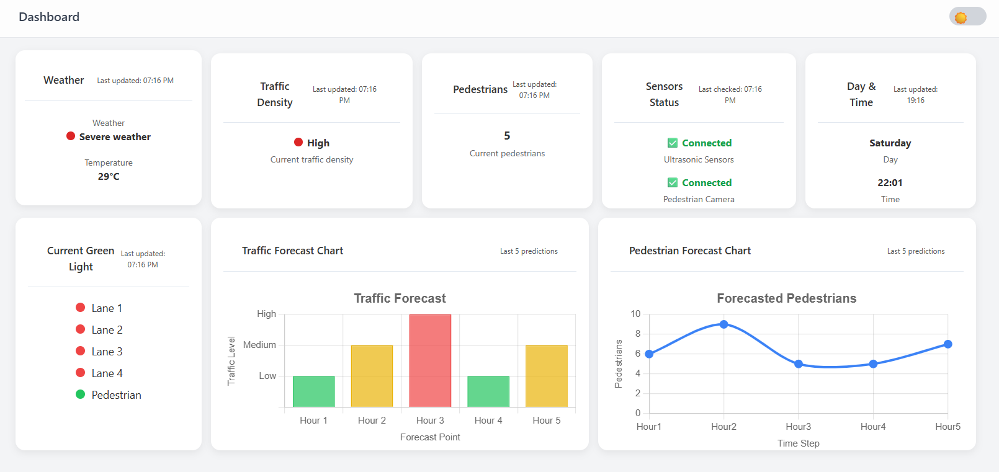 Dashboard
Weather
Last updated: 07:16 PM
Weather
Severe weather
Temperature
29°C
Traffic
Density
Last updated: 07:16
PM
High
Current traffic density
Pedestrians
Last updated:
07:16 PM
5
Current pedestrians
Sensors
Status
Last checked: 07:16
PM
Connected
Ultrasonic Sensors
Connected
Pedestrian Camera
Day &
Time
Last updated:
19:16
Saturday
Day
22:01
Time
Current Green
Light
Last updated:
07:16 PM
Lane 1
Lane 2
Lane 3
Lane 4
Pedestrian
Traffic Forecast Chart
Last 5 predictions
Traffic Forecast
Traffic Level
High
Medium
Low
Hour 1 Hour 2 Hour 3 Hour 4 Hour 5
Forecast Point
Pedestrian Forecast Chart
Last 5 predictions
Forecasted Pedestrians
Pedestrians
10
8
6
4
2
0
Hour1 Hour2 Hour3 Hour4 Hour5
Time Step